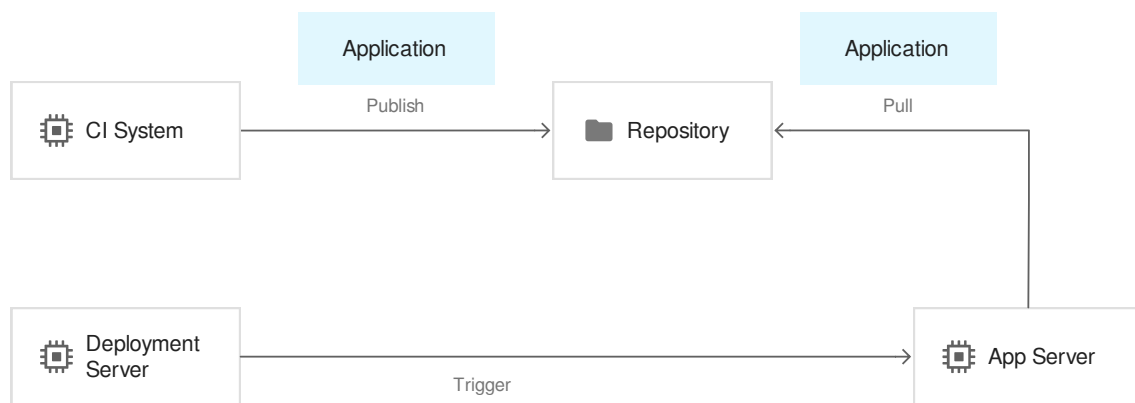 Application
Application
Publish
Pull
CI System
Repository
Deployment
Server
App Server
Trigger